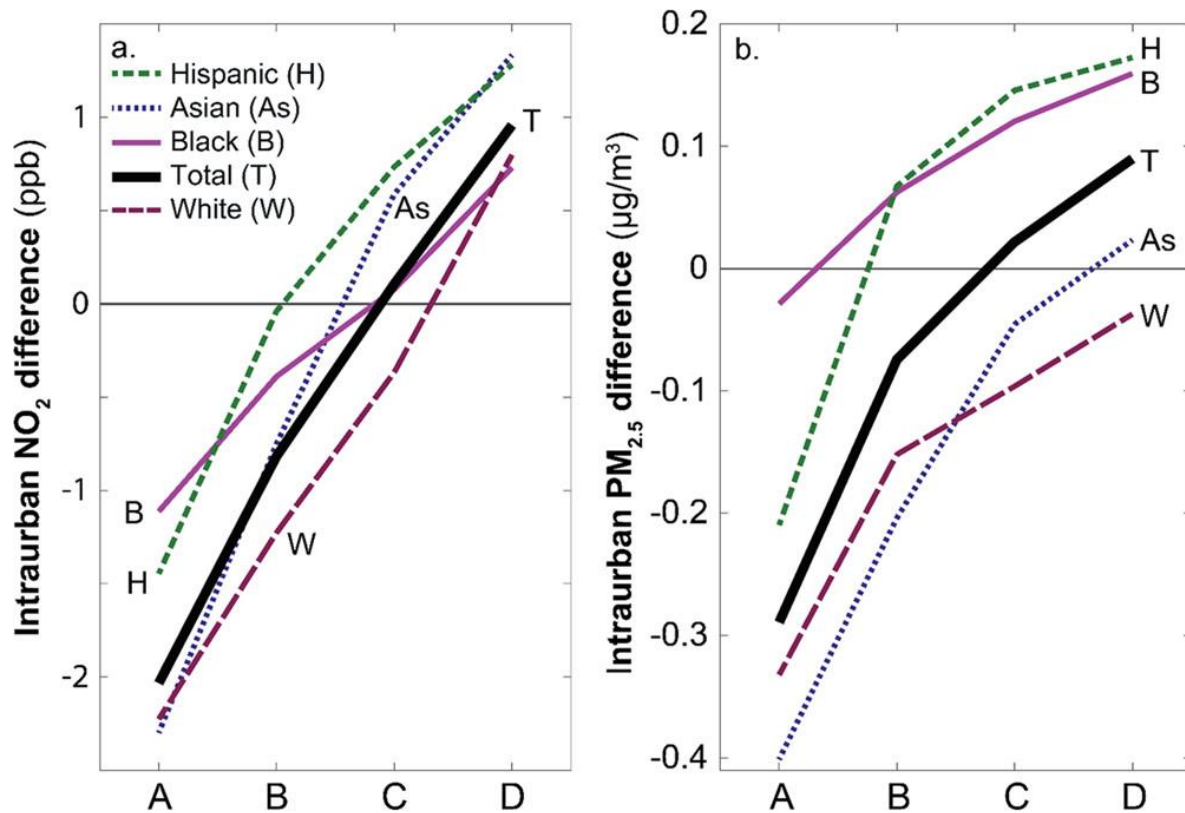 a.
Hispanic (H)
Asian (As)
Black (B)
Total (T)
White (W)
Intraurban NO₂ difference (ppb)
1
0
-1
-2
T
As
B
W
H
A B C D
b.
Intraurban PM₂.₅ difference (µg/m³)
0.2
0.1
0
-0.1
-0.2
-0.3
-0.4
H
B
T
As
W
A B C D